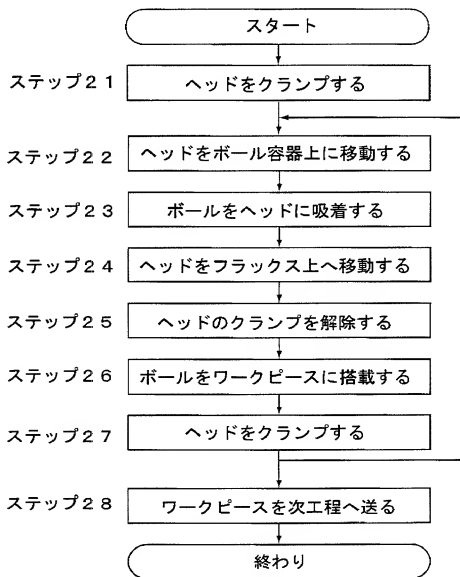 スタート
ステップ21 ヘッドをクランプする
ステップ22 ヘッドをボール容器上に移動する
ステップ23 ボールをヘッドに吸着する
ステップ24 ヘッドをフラックス上へ移動する
ステップ25 ヘッドのクランプを解除する
ステップ26 ボールをワークピースに搭載する
ステップ27 ヘッドをクランプする
ステップ28 ワークピースを次工程へ送る
終わり